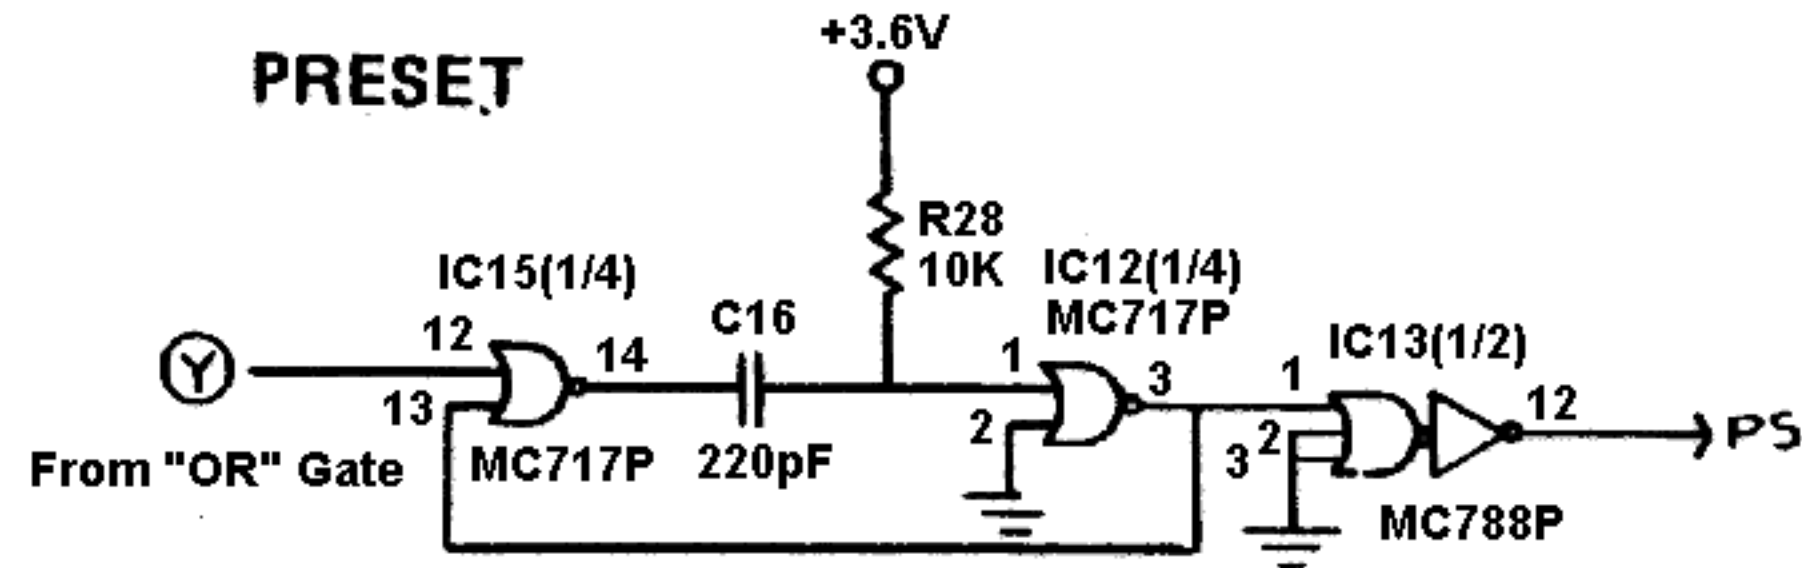 PRESET
+3.6V
R28
10K
IC15(1/4)
IC12(1/4)
MC717P
C16
IC13(1/2)
12
14
1
3
1
12
Y
13
2
2
3
PS
From "OR" Gate
MC717P
220pF
MC788P